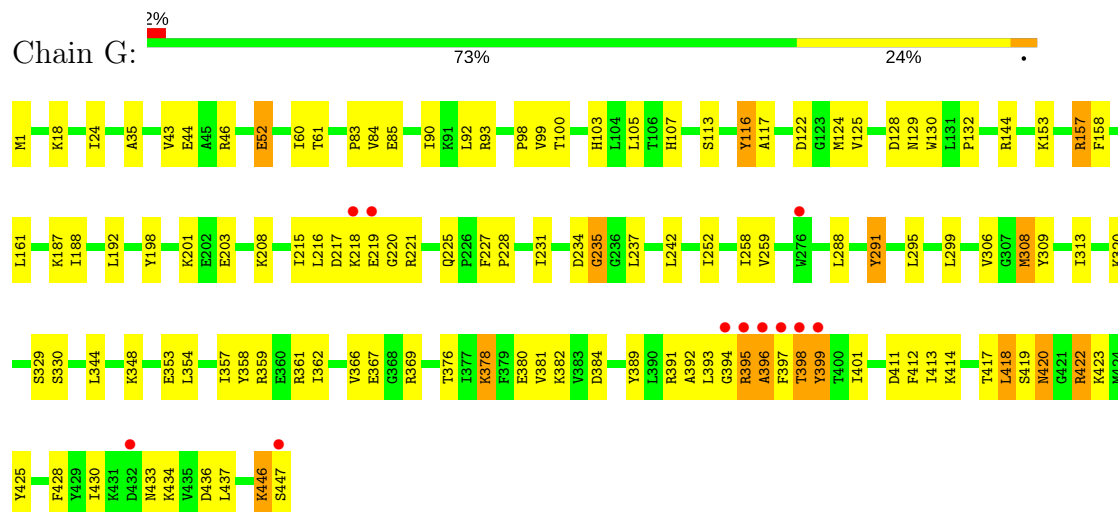 2%
Chain G:
73% 24% •
M1 K18 I24 A35 V43 E44 A45 R46 E52 I60 T61 P83 V84 E85 I90 K91 L92 R93 P98 V99 T100 H103 L104 L105 T106 H107 S113 Y116 A117 D122 G123 M124 V125 D128 N129 W130 L131 P132 R144 K153 R157 F158
L161 K187 I188 L192 Y198 K201 E202 E203 K208 I215 L216 D217 K218 E219 G220 R221 Q225 P226 F227 P228 I231 D234 G235 G236 L237 L242 I252 I258 V259 W276 L288 Y291 L295 L299 V306 G307 M308 Y309 I313
S329 S330 L344 K348 E353 L354 I357 Y358 R359 E360 R361 I362 V366 E367 G368 R369 T376 I377 K378 F379 E380 V381 K382 V383 D384 Y389 L390 R391 A392 L393 G394 R395 A396 F397 T398 Y399 T400 I401 D411 F412 I413 K414 T417 L418 S419 N420 G421 R422 K423
Y425 F428 Y429 I430 K431 D432 N433 K434 V435 D436 L437 K446 S447